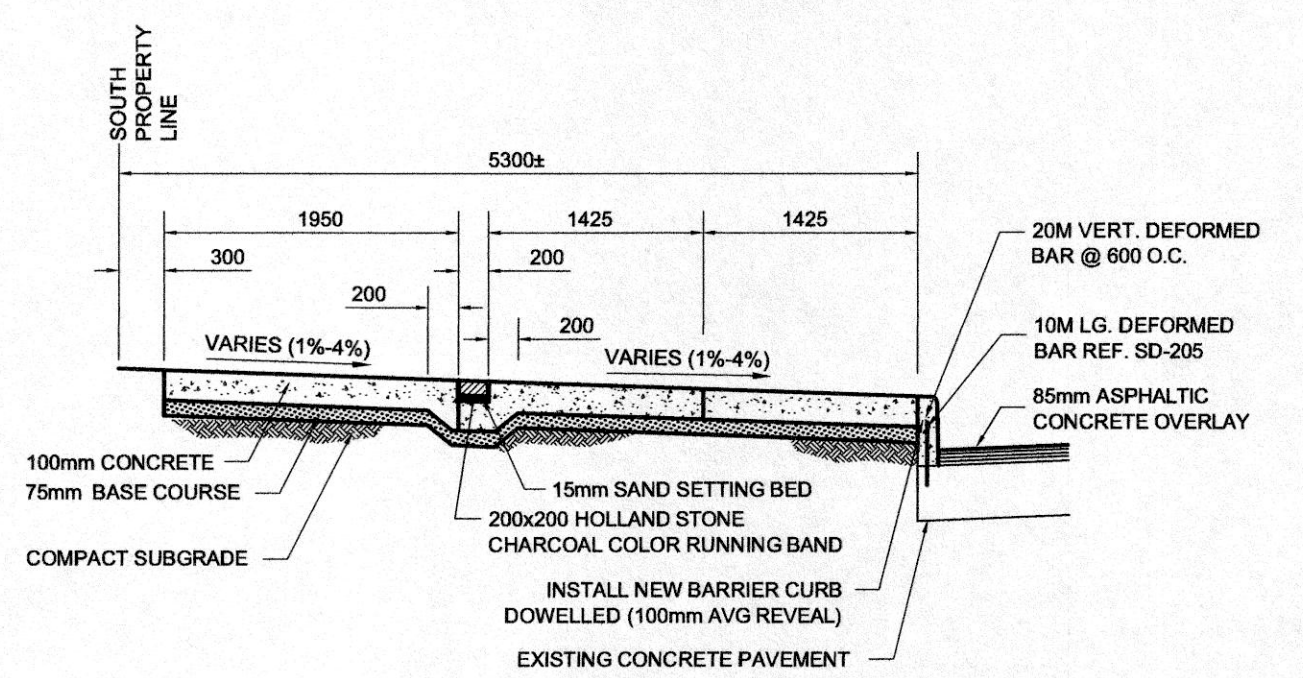 SOUTH
PROPERTY
LINE
5300±
1950
1425
1425
300
200
200
200
VARIES (1%-4%)
VARIES (1%-4%)
20M VERT. DEFORMED
BAR @ 600 O.C.
10M LG. DEFORMED
BAR REF. SD-205
85mm ASPHALTIC
CONCRETE OVERLAY
100mm CONCRETE
75mm BASE COURSE
COMPACT SUBGRADE
15mm SAND SETTING BED
200x200 HOLLAND STONE
CHARCOAL COLOR RUNNING BAND
INSTALL NEW BARRIER CURB
DOWELLED (100mm AVG REVEAL)
EXISTING CONCRETE PAVEMENT